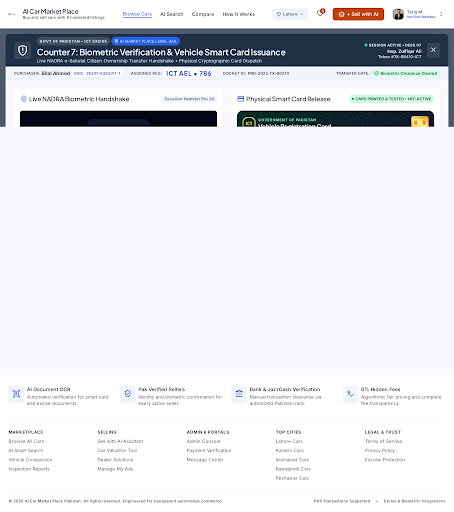 AI Car Market Place
Buy and sell cars with AI-assisted listings
Browse Cars
AI Search
Compare
How It Works
Lahore
+ Sell with AI
Tariq M.
Verified Member
GOVT OF PAKISTAN • ICT EXCISE
AI MARKET PLACE LEGAL RAIL
Counter 7: Biometric Verification & Vehicle Smart Card Issuance
Live NADRA e-Sahulat Citizen Ownership Transfer Handshake • Physical Cryptographic Card Dispatch
SESSION ACTIVE • DESK 07
Insp. Zulfiqar Ali
PURCHASER: Bilal Ahmed
ASSIGNED REG: ICT AEL • 786
TRANSFER DATE:
Biometric Clearance Cleared
Live NADRA Biometric Handshake
SecuGen Hamster Pro 20
Physical Smart Card Release
CARD PRINTED & TESTED • NFC ACTIVE
ICT
GOVERNMENT OF PAKISTAN
Vehicle Registration Card
AI Document OCR
Automated verification for smart card
and excise documents.
Pak Verified Sellers
Identity and biometric confirmation for
every active seller.
Bank & JazzCash Verification
Manual transaction clearance via
authorized Pakistani rails.
0% Hidden Fees
Algorithmic fair pricing and complete
fee transparency.
MARKETPLACE
Browse All Cars
AI Smart Search
Vehicle Comparison
Inspection Reports
SELLING
Sell with AI Assistant
Car Valuation Tool
Dealer Solutions
Manage My Ads
ADMIN & PORTALS
Admin Console
Payment Verification
Message Center
TOP CITIES
Lahore Cars
Karachi Cars
Islamabad Cars
Rawalpindi Cars
Peshawar Cars
LEGAL & TRUST
Terms of Service
Privacy Policy
Escrow Protection
© 2025 AI Car Market Place Pakistan. All rights reserved. Engineered for transparent automotive commerce.
PKR Transactions Supported • Excise & Biometric Integrations